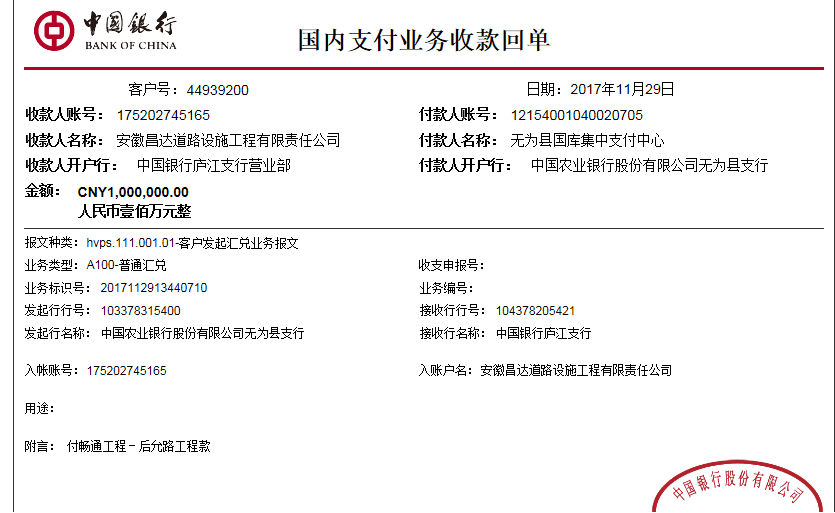 中国银行
BANK OF CHINA
国内支付业务收款回单
客户号：44939200 日期：2017年11月29日
收款人账号：175202745165 付款人账号：12154001040020705
收款人名称：安徽昌达道路设施工程有限责任公司 付款人名称：无为县国库集中支付中心
收款人开户行：中国银行庐江支行营业部 付款人开户行：中国农业银行股份有限公司无为县支行
金额：CNY1,000,000.00
人民币壹佰万元整
报文种类：hvps.111.001.01-客户发起汇兑业务报文
业务类型：A100-普通汇兑 收支申报号：
业务标识号：2017112913440710 业务编号：
发起行行号：103378315400 接收行行号：104378205421
发起行名称：中国农业银行股份有限公司无为县支行 接收行名称：中国银行庐江支行
入帐账号：175202745165 入账户名：安徽昌达道路设施工程有限责任公司
用途：
附言：付畅通工程－后允路工程款
中国银行股份有限公司